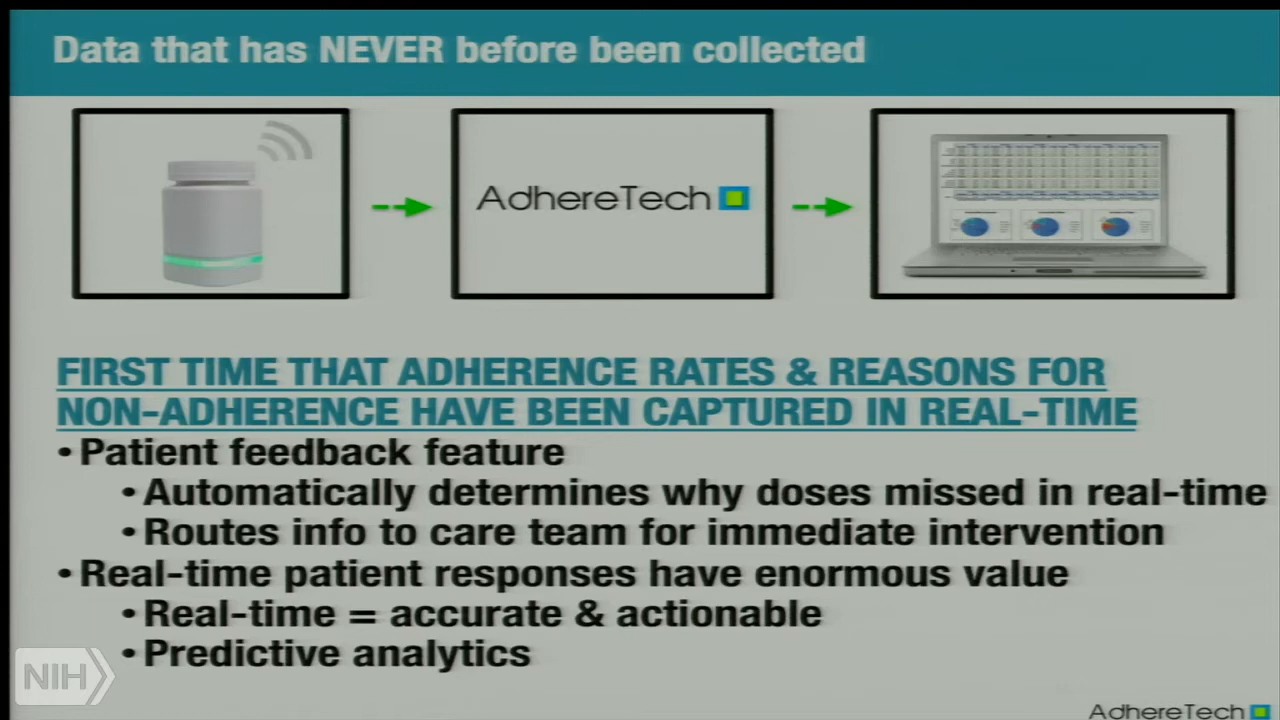 Data that has NEVER before been collected
AdhereTech
FIRST TIME THAT ADHERENCE RATES & REASONS FOR
NON-ADHERENCE HAVE BEEN CAPTURED IN REAL-TIME
• Patient feedback feature
• Automatically determines why doses missed in real-time
• Routes info to care team for immediate intervention
• Real-time patient responses have enormous value
• Real-time = accurate & actionable
• Predictive analytics
NIH
AdhereTech